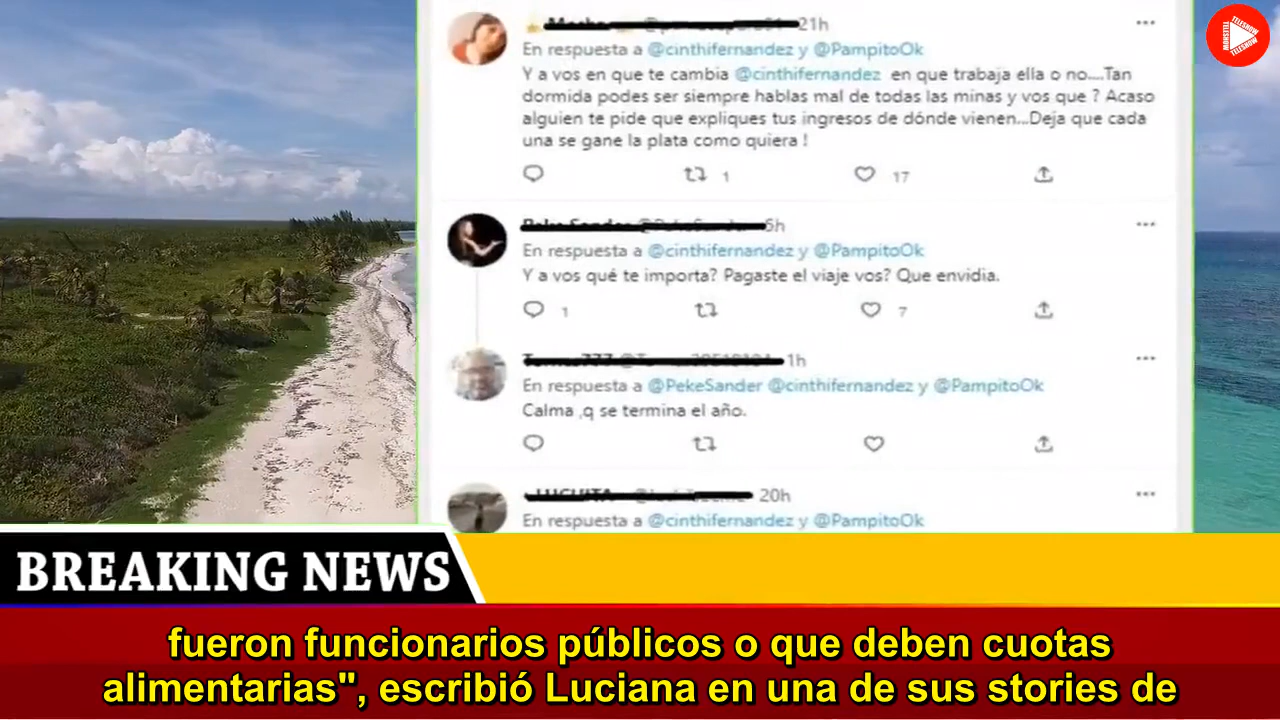 21h
En respuesta a @cinthifernandez y @PampitoOk
Y a vos en que te cambia @cinthifernandez en que trabaja ella o no....Tan
dormida podes ser siempre hablas mal de todas las minas y vos que ? Acaso
alguien te pide que expliques tus ingresos de dónde vienen...Deja que cada
una se gane la plata como quiera !
1 17
En respuesta a @cinthifernandez y @PampitoOk
Y a vos qué te importa? Pagaste el viaje vos? Que envidia.
1 7
1h
En respuesta a @PekeSander @cinthifernandez y @PampitoOk
Calma ,q se termina el año.
20h
En respuesta a @cinthifernandez y @PampitoOk
BREAKING NEWS
fueron funcionarios públicos o que deben cuotas
alimentarias", escribió Luciana en una de sus stories de